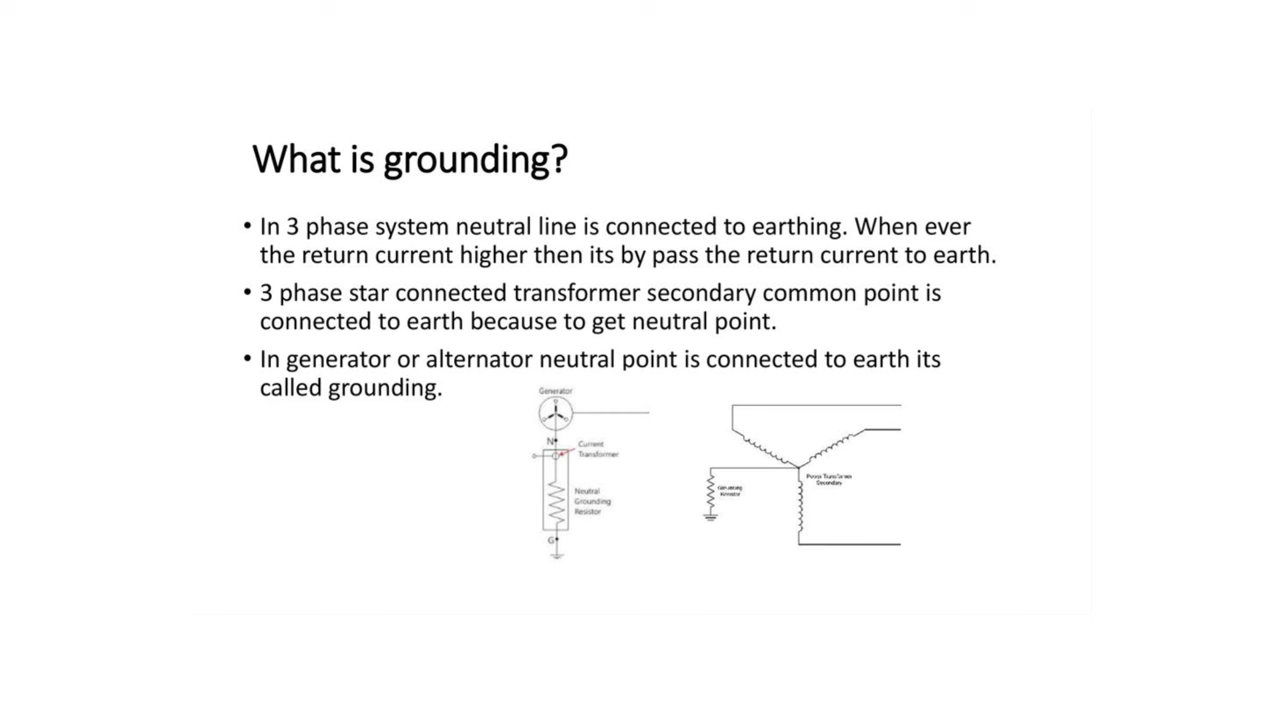 What is grounding?
• In 3 phase system neutral line is connected to earthing. When ever
the return current higher then its by pass the return current to earth.
• 3 phase star connected transformer secondary common point is
connected to earth because to get neutral point.
• In generator or alternator neutral point is connected to earth its
called grounding.
Generator
N
Current
Transformer
Neutral
Grounding
Resistor
G
Power Transformer
Secondary